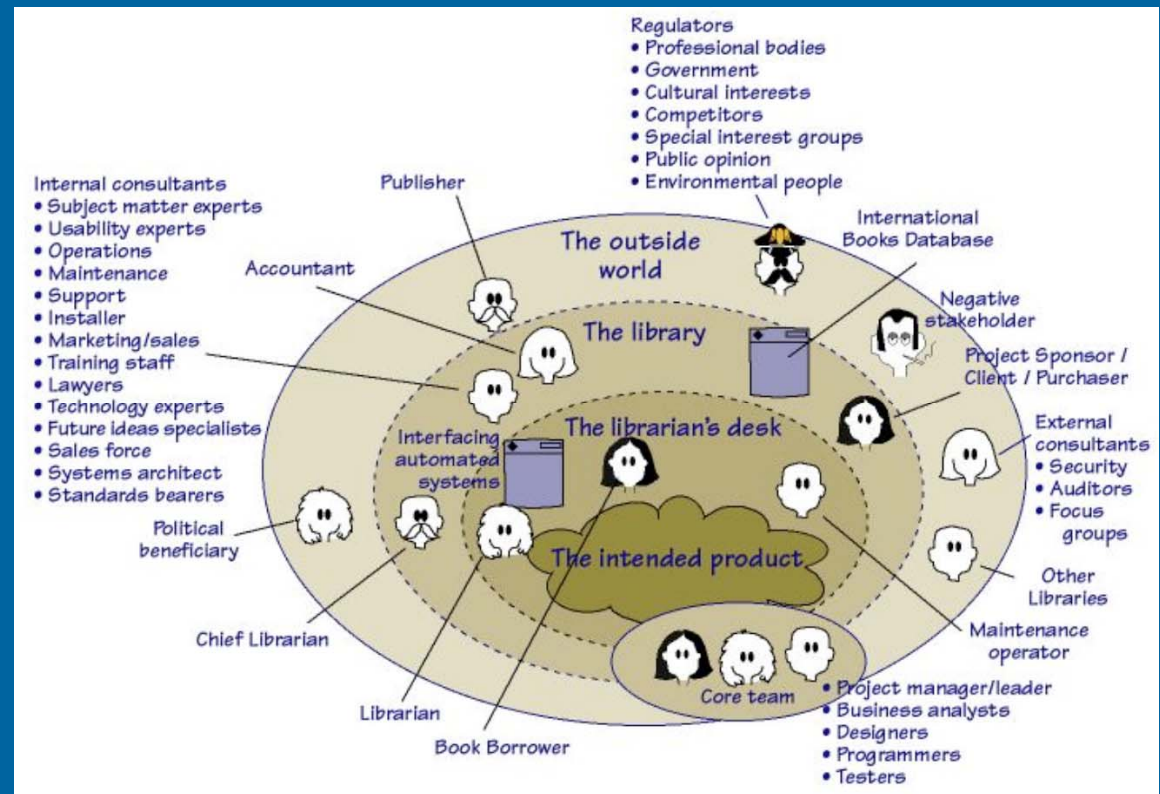 Regulators
• Professional bodies
• Government
• Cultural interests
• Competitors
• Special interest groups
• Public opinion
• Environmental people
Internal consultants
• Subject matter experts
• Usability experts
• Operations
• Maintenance
• Support
• Installer
• Marketing/sales
• Training staff
• Lawyers
• Technology experts
• Future ideas specialists
• Sales force
• Systems architect
• Standards bearers
Publisher
Accountant
International
Books Database
The outside
world
Negative
stakeholder
The library
Project Sponsor /
Client / Purchaser
The librarian's desk
Interfacing
automated
systems
External
consultants
• Security
• Auditors
• Focus
groups
Political
beneficiary
The intended product
Other
Libraries
Chief Librarian
Maintenance
operator
Core team
• Project manager/leader
• Business analysts
• Designers
• Programmers
• Testers
Librarian
Book Borrower